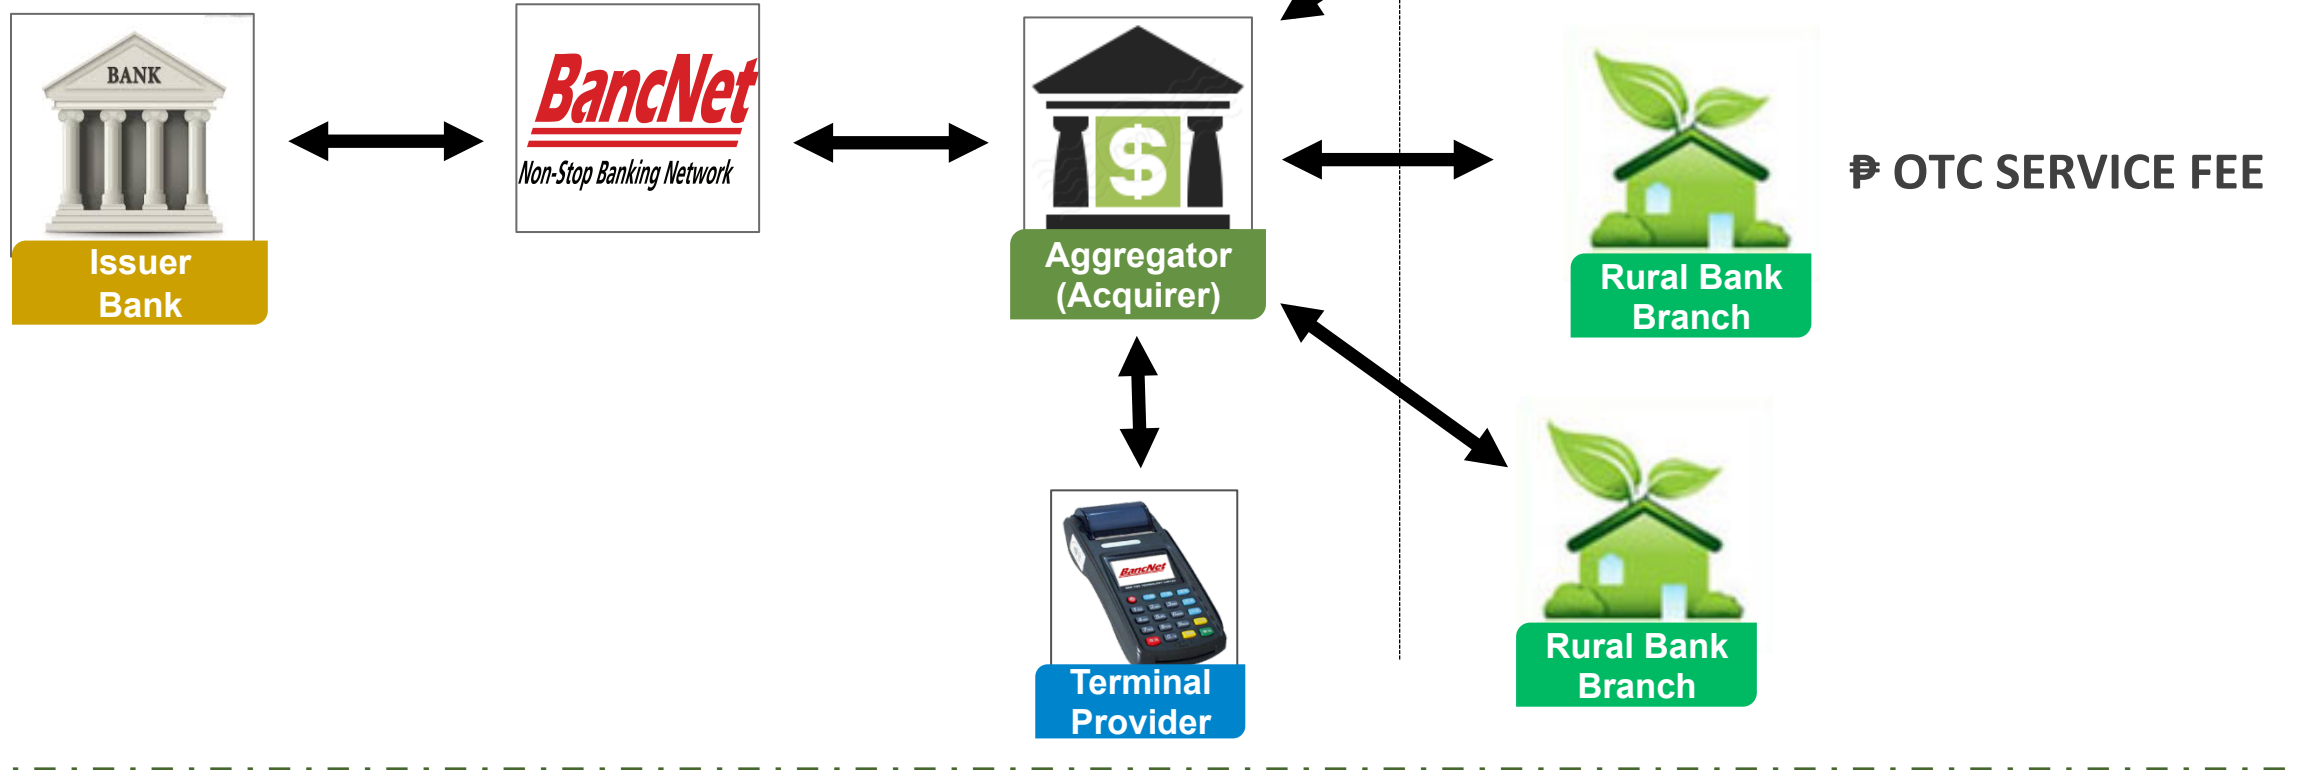 BANK
BancNet
Non-Stop Banking Network
₱ OTC SERVICE FEE
Issuer
Bank
Aggregator
(Acquirer)
Rural Bank
Branch
BancNet
Terminal
Provider
Rural Bank
Branch